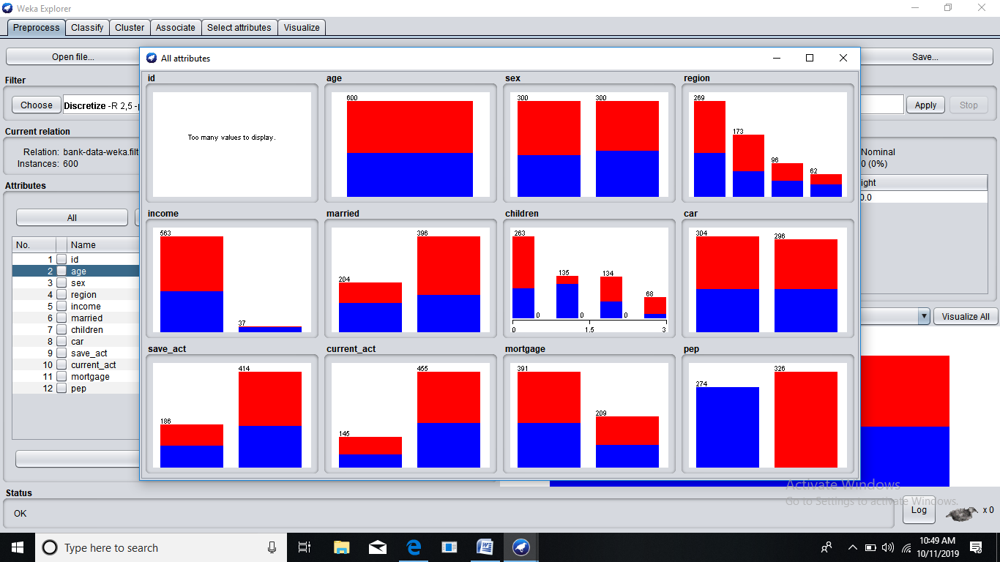 Weka Explorer
Preprocess Classify Cluster Associate Select attributes Visualize
Open file...
Save...
Filter
Choose Discretize -R 2,5
Apply Stop
Current relation
Relation: bank-data-weka.filt
Instances: 600
Nominal
0 (0%)
Attributes
All
No. Name
1 id
2 age
3 sex
4 region
5 income
6 married
7 children
8 car
9 save_act
10 current_act
11 mortgage
12 pep
ight
0.0
Visualize All
All attributes
id
Too many values to display.
age
600
sex
300 300
region
269 173 96 62
income
563 37
married
204 396
children
263 0 135 0 134 0 68
0 1.5 3
car
304 296
save_act
186 414
current_act
145 455
mortgage
391 209
pep
274 326
Activate Windows
Go to Settings to activate Windows.
Status
OK
Log
x 0
Type here to search
10:49 AM
10/11/2019